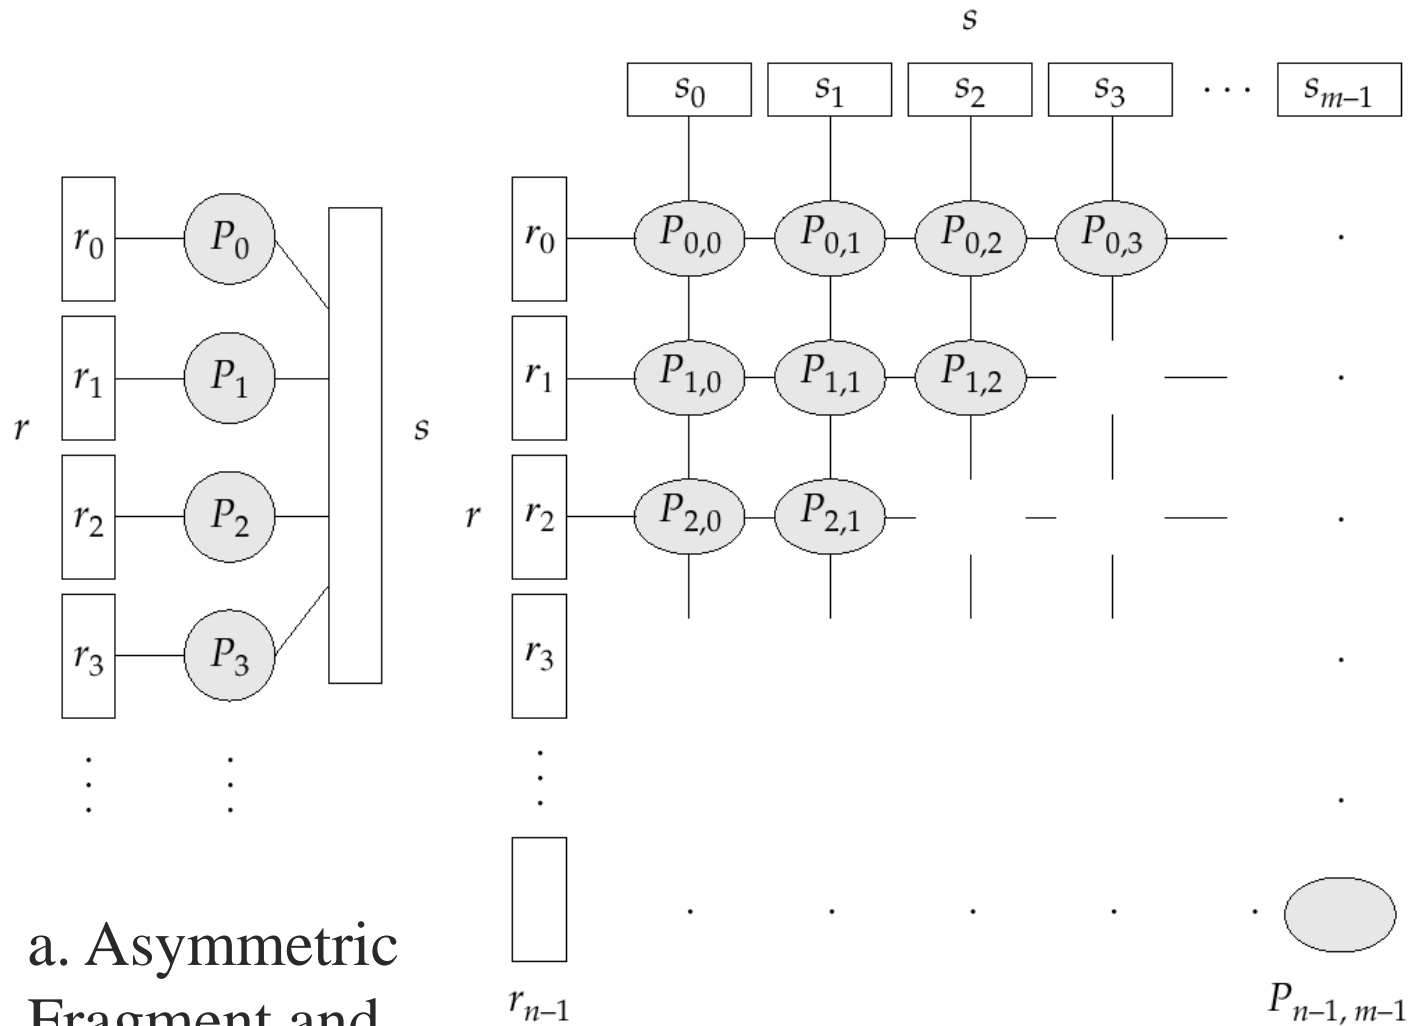 s
s0 s1 s2 s3 · · · sm–1
r0 P0 r0 P0,0 P0,1 P0,2 P0,3 ·
r1 P1 r1 P1,0 P1,1 P1,2 ·
r s
r2 P2 r r2 P2,0 P2,1 ·
r3 P3 r3 ·
· · ·
· · ·
· · ·
·
a. Asymmetric
· · · · ·
Fragment and
rn–1 Pn–1, m–1